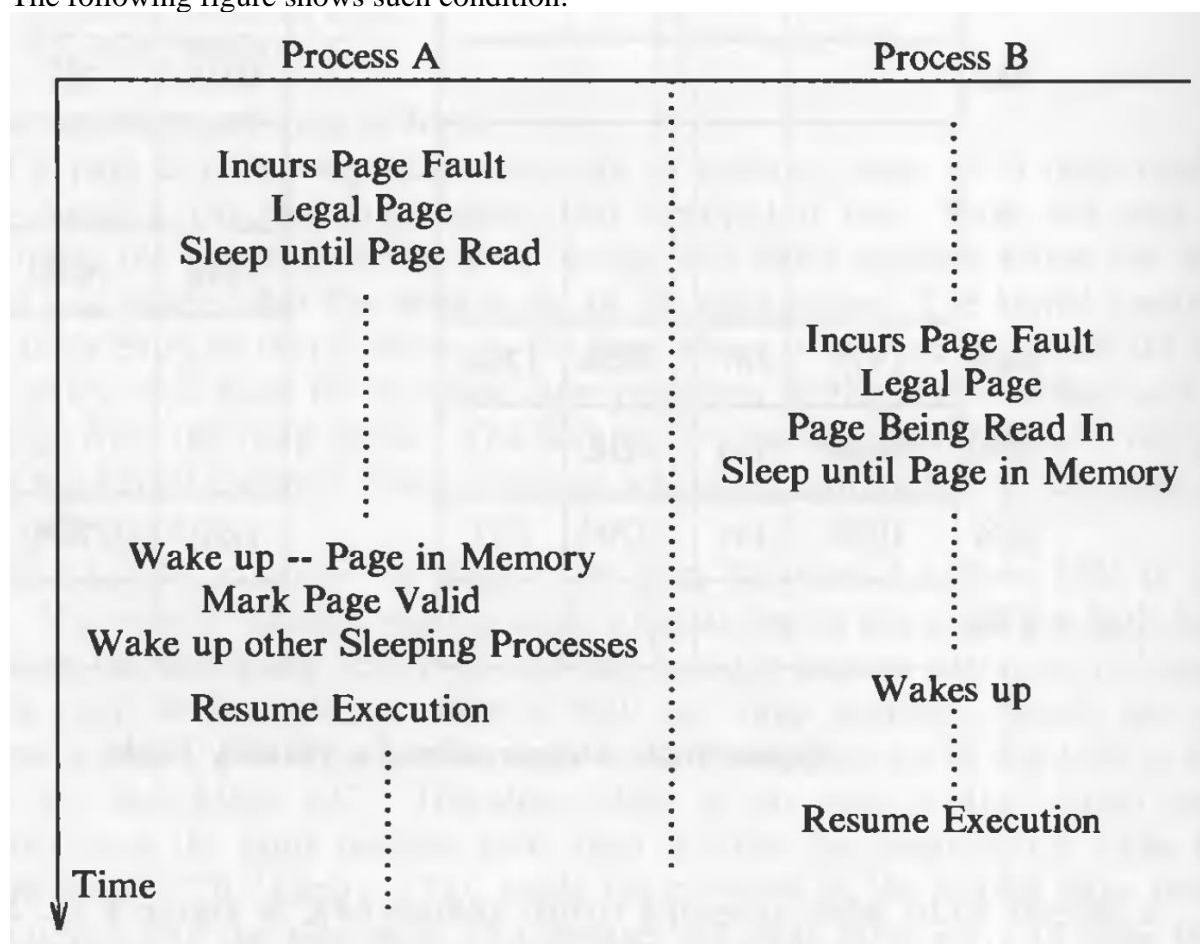 The following figure shows such condition:
Process A
Process B
Incurs Page Fault
Legal Page
Sleep until Page Read
Incurs Page Fault
Legal Page
Page Being Read In
Sleep until Page in Memory
Wake up -- Page in Memory
Mark Page Valid
Wake up other Sleeping Processes
Resume Execution
Wakes up
Resume Execution
Time